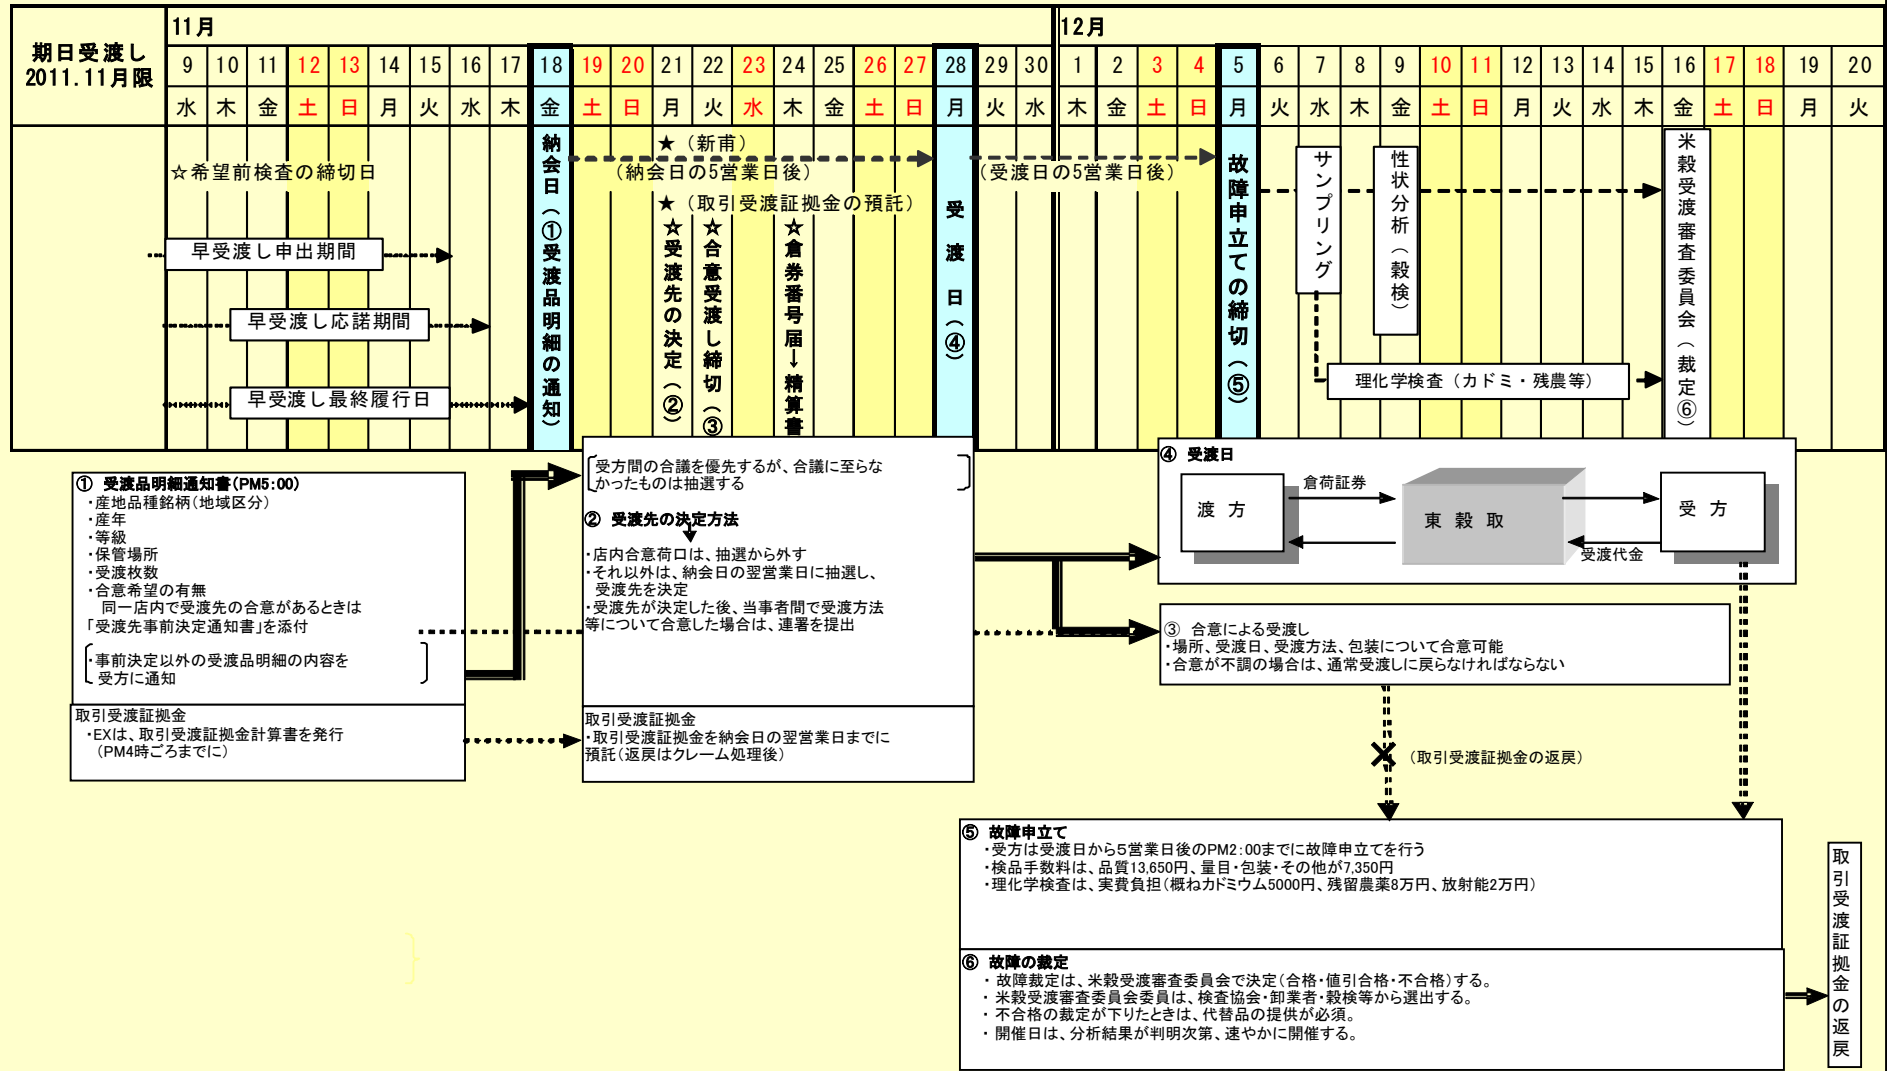 期日受渡し
2011.11月限
11月
12月
9 10 11 12 13 14 15 16 17 18 19 20 21 22 23 24 25 26 27 28 29 30 1 2 3 4 5 6 7 8 9 10 11 12 13 14 15 16 17 18 19 20
水 木 金 土 日 月 火 水 木 金 土 日 月 火 水 木 金 土 日 月 火 水 木 金 土 日 月 火 水 木 金 土 日 月 火 水 木 金 土 日 月 火
☆希望前検査の締切日
早受渡し申出期間
早受渡し応諾期間
早受渡し最終履行日
納会日(①受渡品明細の通知)
★(新甫)
(納会日の5営業日後)
★(取引受渡証拠金の預託)
☆受渡先の決定(②)
☆合意受渡し締切(③
☆倉券番号届→精算書
受渡日(④)
(受渡日の5営業日後)
故障申立ての締切(⑤)
サンプリング
性状分析(穀検)
理化学検査(カドミ・残農等)
米穀受渡審査委員会(裁定⑥)
① 受渡品明細通知書(PM5:00)
・産地品種銘柄(地域区分)
・産年
・等級
・保管場所
・受渡枚数
・合意希望の有無
同一店内で受渡先の合意があるときは
「受渡先事前決定通知書」を添付
・事前決定以外の受渡品明細の内容を
受方に通知
取引受渡証拠金
・EXは、取引受渡証拠金計算書を発行
(PM4時ごろまでに)
受方間の合議を優先するが、合議に至らな
かったものは抽選する
② 受渡先の決定方法
・店内合意荷口は、抽選から外す
・それ以外は、納会日の翌営業日に抽選し、
受渡先を決定
・受渡先が決定した後、当事者間で受渡方法
等について合意した場合は、連署を提出
取引受渡証拠金
・取引受渡証拠金を納会日の翌営業日までに
預託(返戻はクレーム処理後)
④ 受渡日
渡方
倉荷証券
東穀取
受方
受渡代金
③ 合意による受渡し
・場所、受渡日、受渡方法、包装について合意可能
・合意が不調の場合は、通常受渡しに戻らなければならない
(取引受渡証拠金の返戻)
⑤ 故障申立て
・受方は受渡日から5営業日後のPM2:00までに故障申立てを行う
・検品手数料は、品質13,650円、量目・包装・その他が7,350円
・理化学検査は、実費負担(概ねカドミウム5000円、残留農薬8万円、放射能2万円)
⑥ 故障の裁定
・ 故障裁定は、米穀受渡審査委員会で決定(合格・値引合格・不合格)する。
・ 米穀受渡審査委員会委員は、検査協会・卸業者・穀検等から選出する。
・ 不合格の裁定が下りたときは、代替品の提供が必須。
・ 開催日は、分析結果が判明次第、速やかに開催する。
取引受渡証拠金の返戻